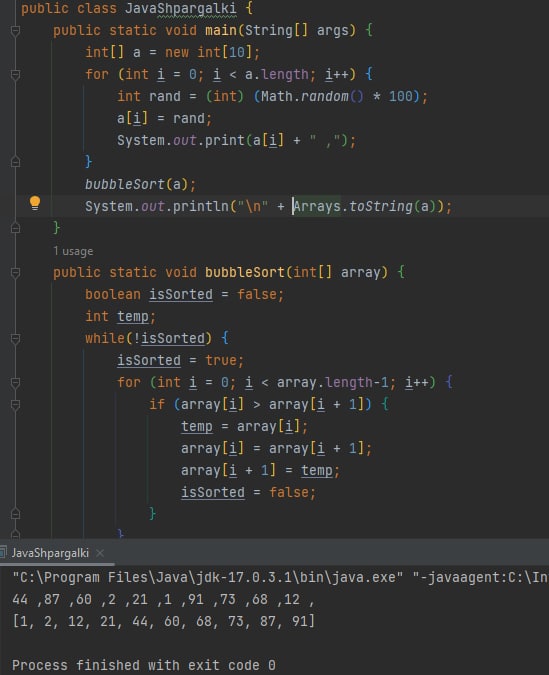 public class JavaShpargalki {
public static void main(String[] args) {
int[] a = new int[10];
for (int i = 0; i < a.length; i++) {
int rand = (int) (Math.random() * 100);
a[i] = rand;
System.out.print(a[i] + " ,");
}
bubbleSort(a);
System.out.println("\n" + Arrays.toString(a));
}
1 usage
public static void bubbleSort(int[] array) {
boolean isSorted = false;
int temp;
while(!isSorted) {
isSorted = true;
for (int i = 0; i < array.length-1; i++) {
if (array[i] > array[i + 1]) {
temp = array[i];
array[i] = array[i + 1];
array[i + 1] = temp;
isSorted = false;
}
}
JavaShpargalki ×
"C:\Program Files\Java\jdk-17.0.3.1\bin\java.exe" "-javaagent:C:\In
44 ,87 ,60 ,2 ,21 ,1 ,91 ,73 ,68 ,12 ,
[1, 2, 12, 21, 44, 60, 68, 73, 87, 91]
Process finished with exit code 0